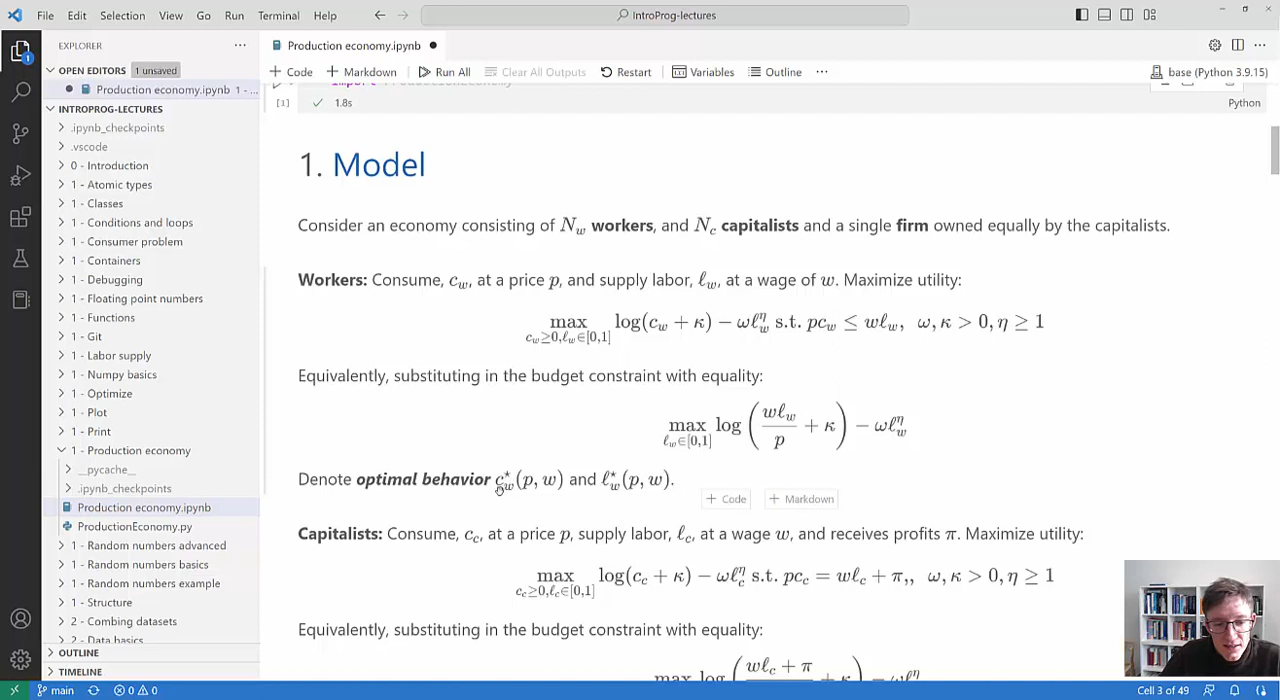 File Edit Selection View Go Run Terminal Help IntroProg-lectures
EXPLORER
OPEN EDITORS 1 unsaved
Production economy.ipynb 1 - ...
INTROPROG-LECTURES
.ipynb_checkpoints
.vscode
0 - Introduction
1 - Atomic types
1 - Classes
1 - Conditions and loops
1 - Consumer problem
1 - Containers
1 - Debugging
1 - Floating point numbers
1 - Functions
1 - Git
1 - Labor supply
1 - Numpy basics
1 - Optimize
1 - Plot
1 - Print
1 - Production economy
__pycache__
.ipynb_checkpoints
Production economy.ipynb
ProductionEconomy.py
1 - Random numbers advanced
1 - Random numbers basics
1 - Random numbers example
1 - Structure
2 - Combing datasets
2 - Data basics
OUTLINE
TIMELINE
Production economy.ipynb
+ Code + Markdown Run All Clear All Outputs Restart Variables Outline ... base (Python 3.9.15)
[1] 1.8s Python
1. Model
Consider an economy consisting of N_w workers, and N_c capitalists and a single firm owned equally by the capitalists.
Workers: Consume, c_w, at a price p, and supply labor, ℓ_w, at a wage of w. Maximize utility:
max_{c_w≥0,ℓ_w∈[0,1]} log(c_w + κ) − ωℓ_w^η s.t. pc_w ≤ wℓ_w, ω, κ > 0, η ≥ 1
Equivalently, substituting in the budget constraint with equality:
max_{ℓ_w∈[0,1]} log (wℓ_w/p + κ) − ωℓ_w^η
Denote optimal behavior c_w^⋆(p, w) and ℓ_w^⋆(p, w).
+ Code + Markdown
Capitalists: Consume, c_c, at a price p, supply labor, ℓ_c, at a wage w, and receives profits π. Maximize utility:
max_{c_c≥0,ℓ_c∈[0,1]} log(c_c + κ) − ωℓ_c^η s.t. pc_c = wℓ_c + π,, ω, κ > 0, η ≥ 1
Equivalently, substituting in the budget constraint with equality:
main 0 0 Cell 3 of 49